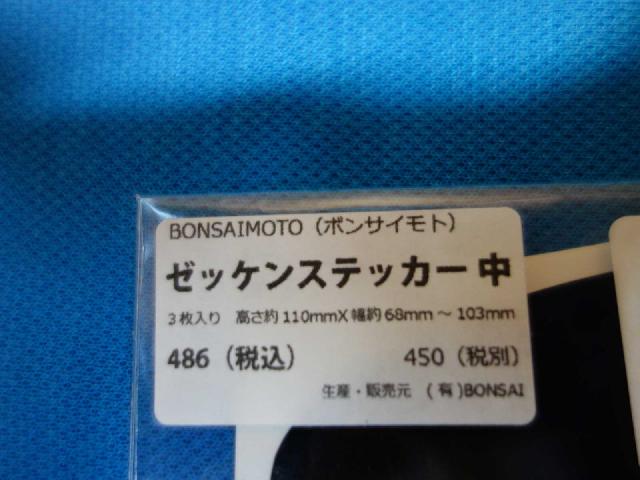 BONSAIMOTO（ボンサイモト）
ゼッケンステッカー 中
3枚入り 高さ約110mmX幅約68mm～103mm
486（税込） 450（税別）
生産・販売元 （有）BONSAI